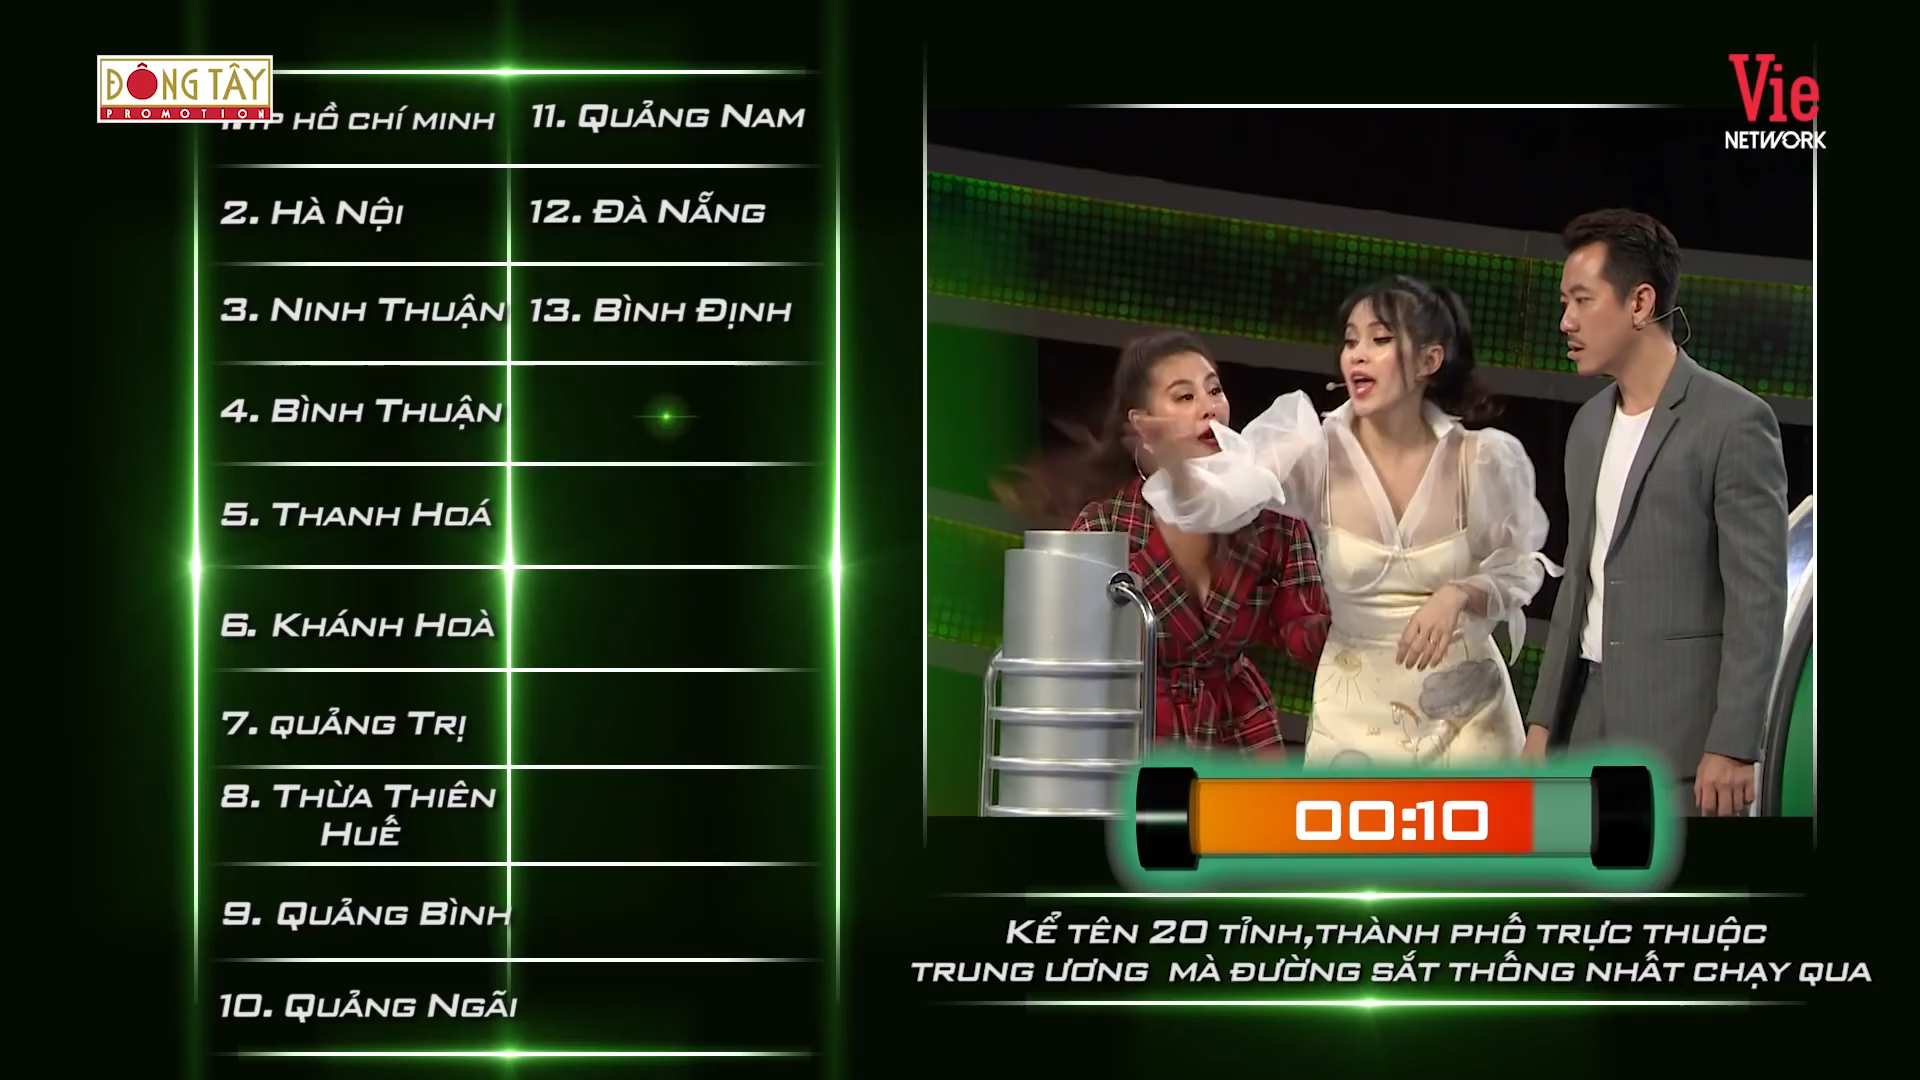 ĐÔNG TÂY
PROMOTION
Vie
NETWORK
1. TP HỒ CHÍ MINH
2. HÀ NỘI
3. NINH THUẬN
4. BÌNH THUẬN
5. THANH HOÁ
6. KHÁNH HOÀ
7. QUẢNG TRỊ
8. THỪA THIÊN
HUẾ
9. QUẢNG BÌNH
10. QUẢNG NGÃI
11. QUẢNG NAM
12. ĐÀ NẴNG
13. BÌNH ĐỊNH
00:10
KỂ TÊN 20 TỈNH,THÀNH PHỐ TRỰC THUỘC
TRUNG ƯƠNG MÀ ĐƯỜNG SẮT THỐNG NHẤT CHẠY QUA